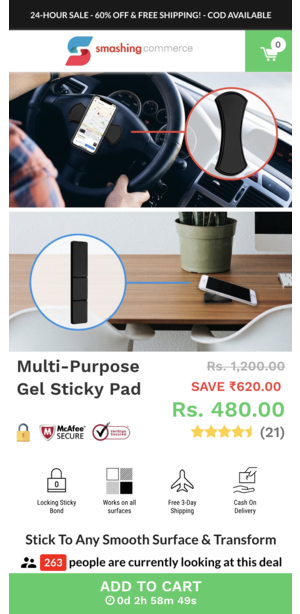 24-HOUR SALE - 60% OFF & FREE SHIPPING! - COD AVAILABLE
smashing commerce
0
Multi-Purpose
Gel Sticky Pad
Rs. 1,200.00
SAVE ₹620.00
Rs. 480.00
(21)
McAfee
SECURE
VeriSign
Secured
0
Locking Sticky
Bond
Works on all
surfaces
Free 3-Day
Shipping
Cash On
Delivery
Stick To Any Smooth Surface & Transform
263 people are currently looking at this deal
ADD TO CART
0d 2h 58m 49s